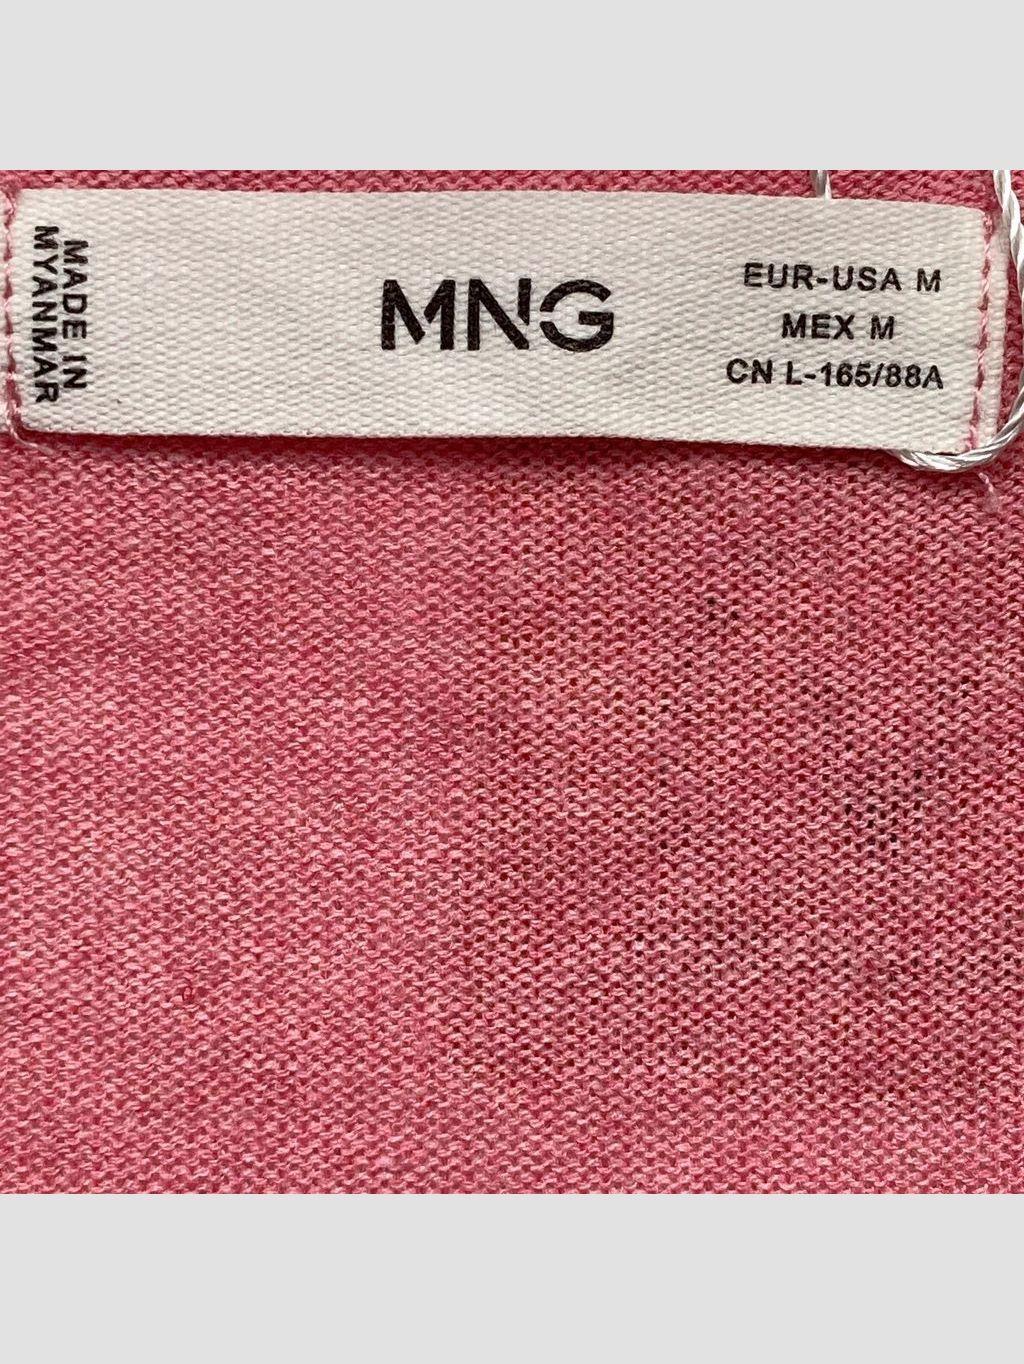 MADE IN
MYANMAR
MNG
EUR-USA M
MEX M
CN L-165/88A